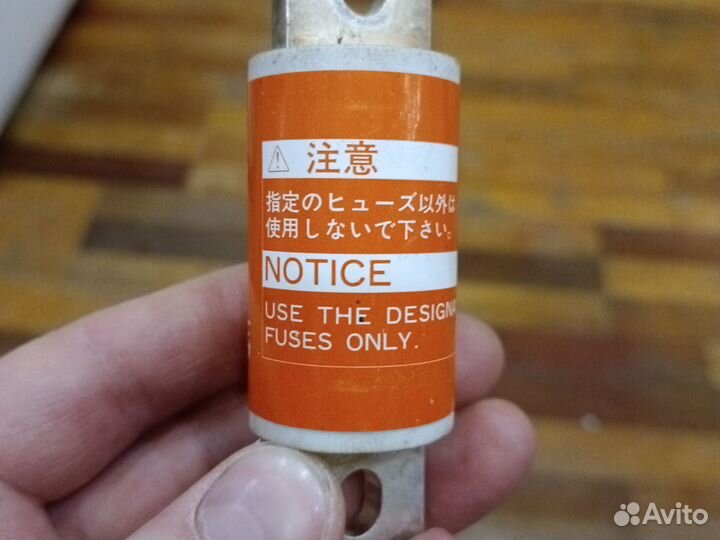 ⚠ 注意
指定のヒューズ以外は
使用しないで下さい。
NOTICE
USE THE DESIGNA
FUSES ONLY.
Avito